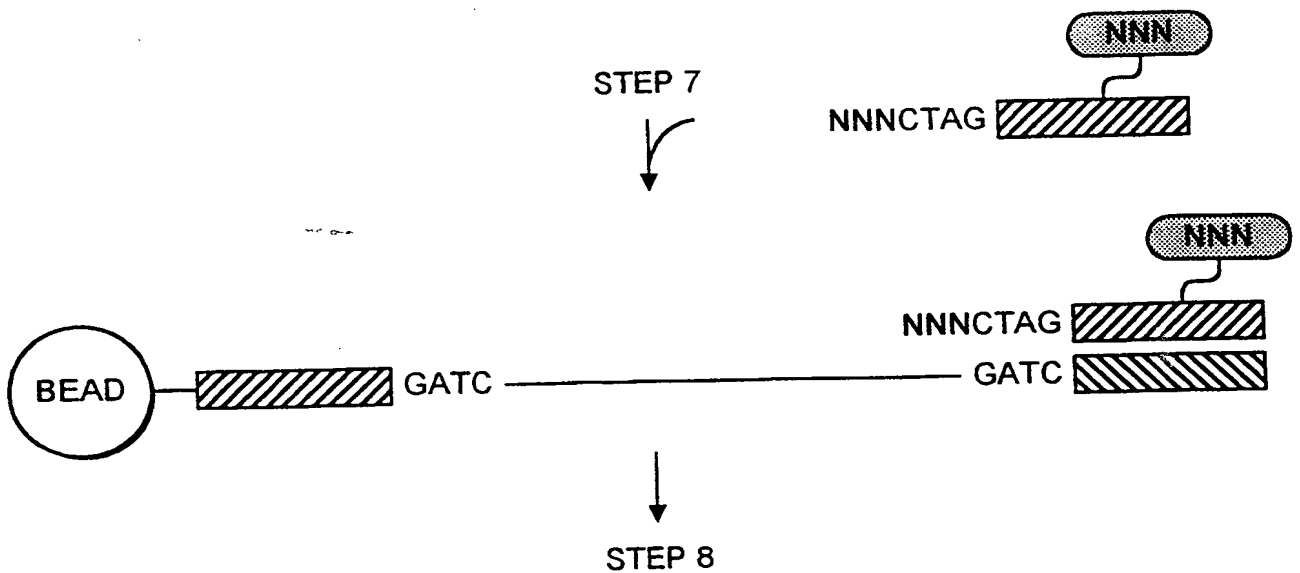 NNN
STEP 7
NNNCTAG
NNN
NNNCTAG
BEAD
GATC
GATC
STEP 8